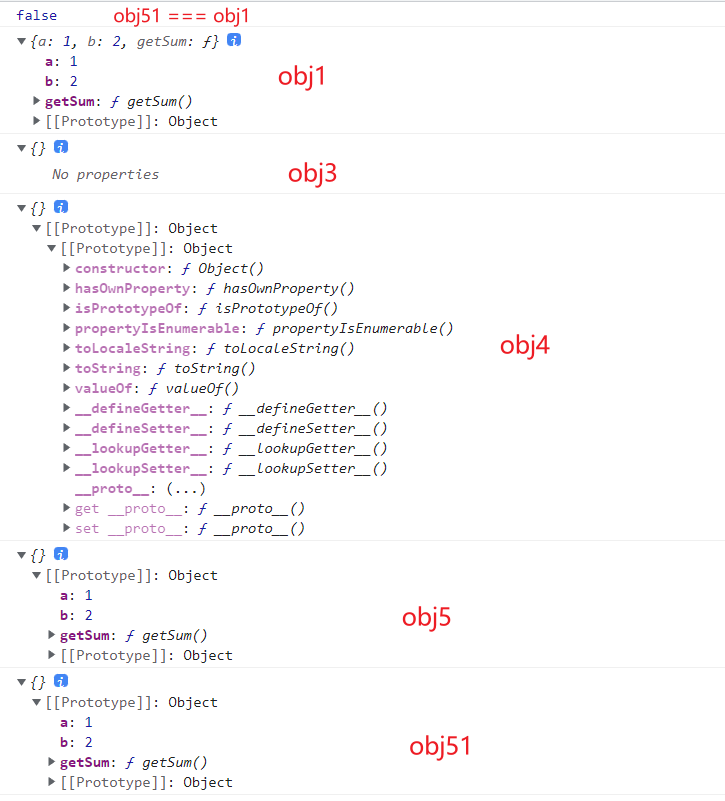 false obj51 === obj1
▼{a: 1, b: 2, getSum: ƒ} i
a: 1
b: 2
▶getSum: ƒ getSum()
▶[[Prototype]]: Object
obj1
▼{} i
No properties
obj3
▼{} i
▼[[Prototype]]: Object
▼[[Prototype]]: Object
▶constructor: ƒ Object()
▶hasOwnProperty: ƒ hasOwnProperty()
▶isPrototypeOf: ƒ isPrototypeOf()
▶propertyIsEnumerable: ƒ propertyIsEnumerable()
▶toLocaleString: ƒ toLocaleString()
obj4
▶toString: ƒ toString()
▶valueOf: ƒ valueOf()
▶__defineGetter__: ƒ __defineGetter__()
▶__defineSetter__: ƒ __defineSetter__()
▶__lookupGetter__: ƒ __lookupGetter__()
▶__lookupSetter__: ƒ __lookupSetter__()
__proto__: (...)
▶get __proto__: ƒ __proto__()
▶set __proto__: ƒ __proto__()
▼{} i
▼[[Prototype]]: Object
a: 1
b: 2
obj5
▶getSum: ƒ getSum()
▶[[Prototype]]: Object
▼{} i
▼[[Prototype]]: Object
a: 1
b: 2
obj51
▶getSum: ƒ getSum()
▶[[Prototype]]: Object